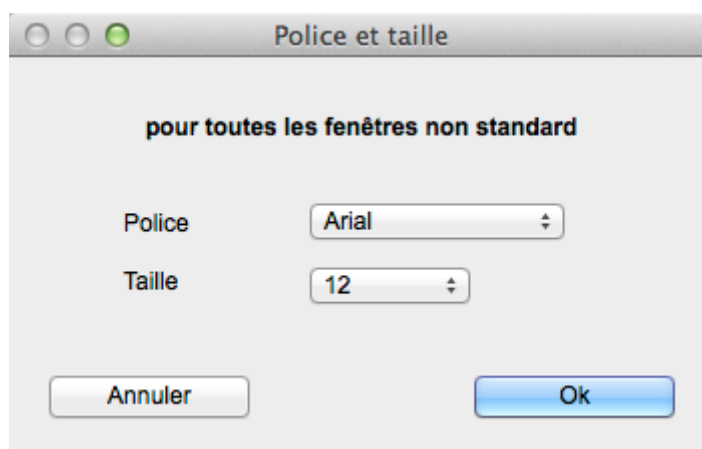 Police et taille
pour toutes les fenêtres non standard
Police Arial
Taille 12
Annuler Ok